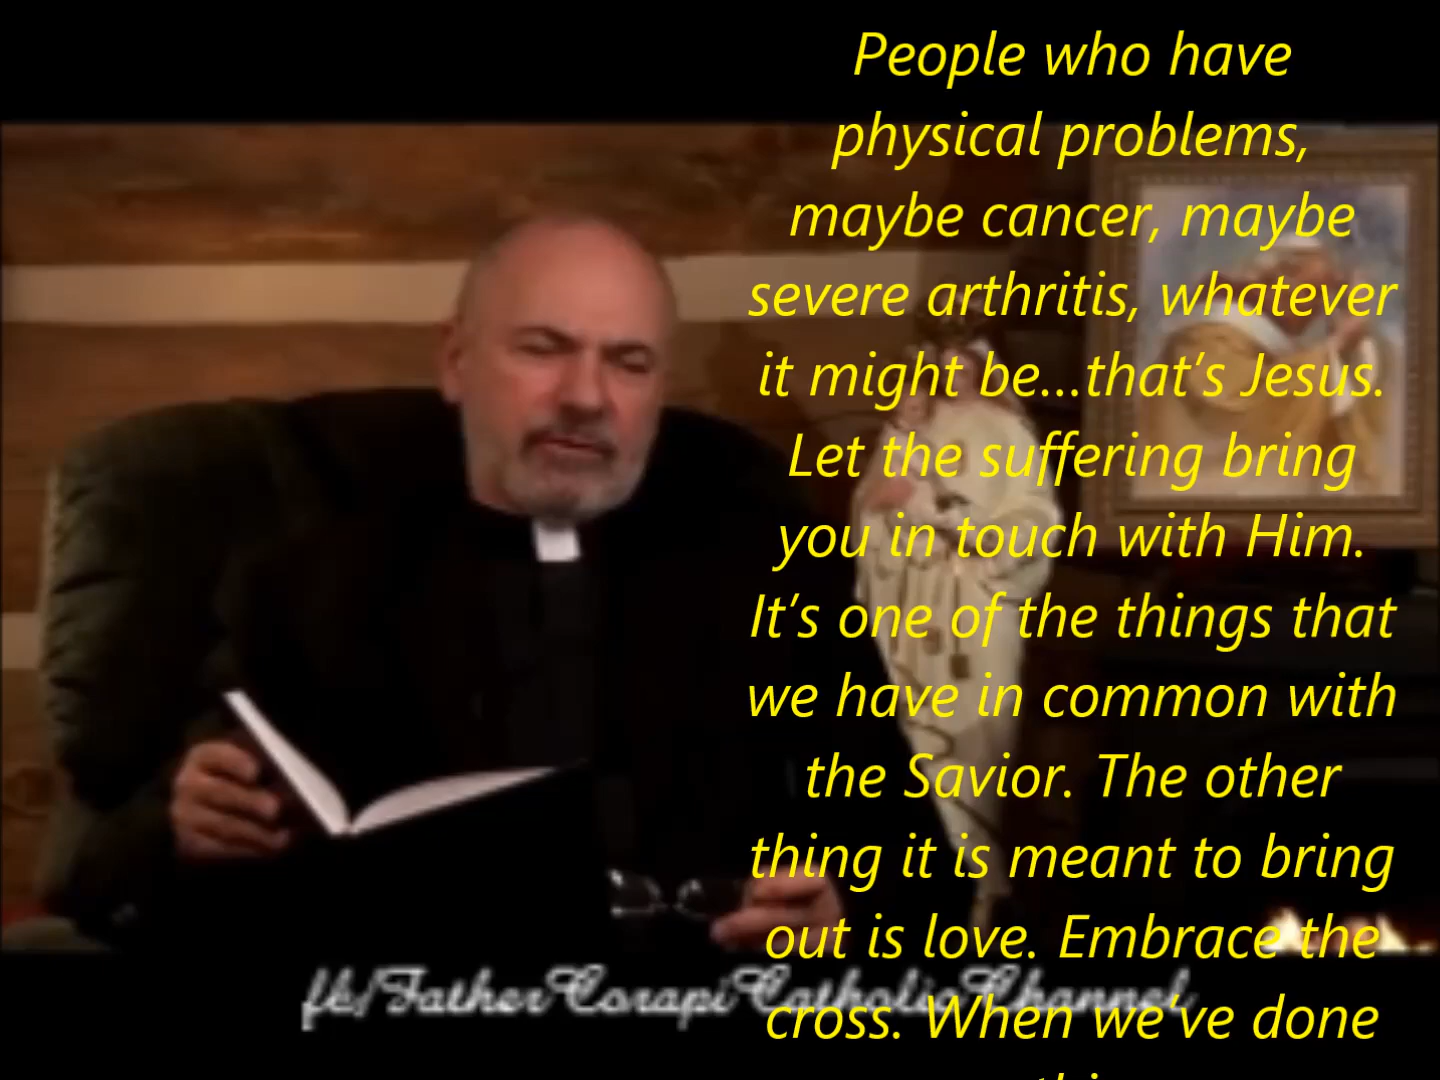 People who have
physical problems,
maybe cancer, maybe
severe arthritis, whatever
it might be...that's Jesus.
Let the suffering bring
you in touch with Him.
It's one of the things that
we have in common with
the Savior. The other
thing it is meant to bring
out is love. Embrace the
cross. When we've done
fb/FatherCorapiCatholicChannel